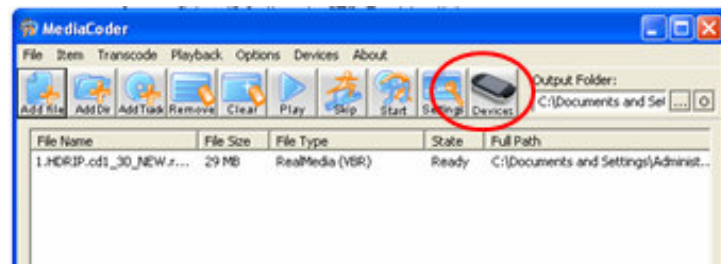 MediaCoder
File Item Transcode Playback Options Devices About
Add File Add Dir Add Track Remove Clear Play Skip Start Settings Devices
Output Folder:
C:\Documents and Set ... O
File Name File Size File Type State Full Path
1.HDRIP.cd1_30_NEW.r... 29 MB RealMedia (VBR) Ready C:\Documents and Settings\Administ...